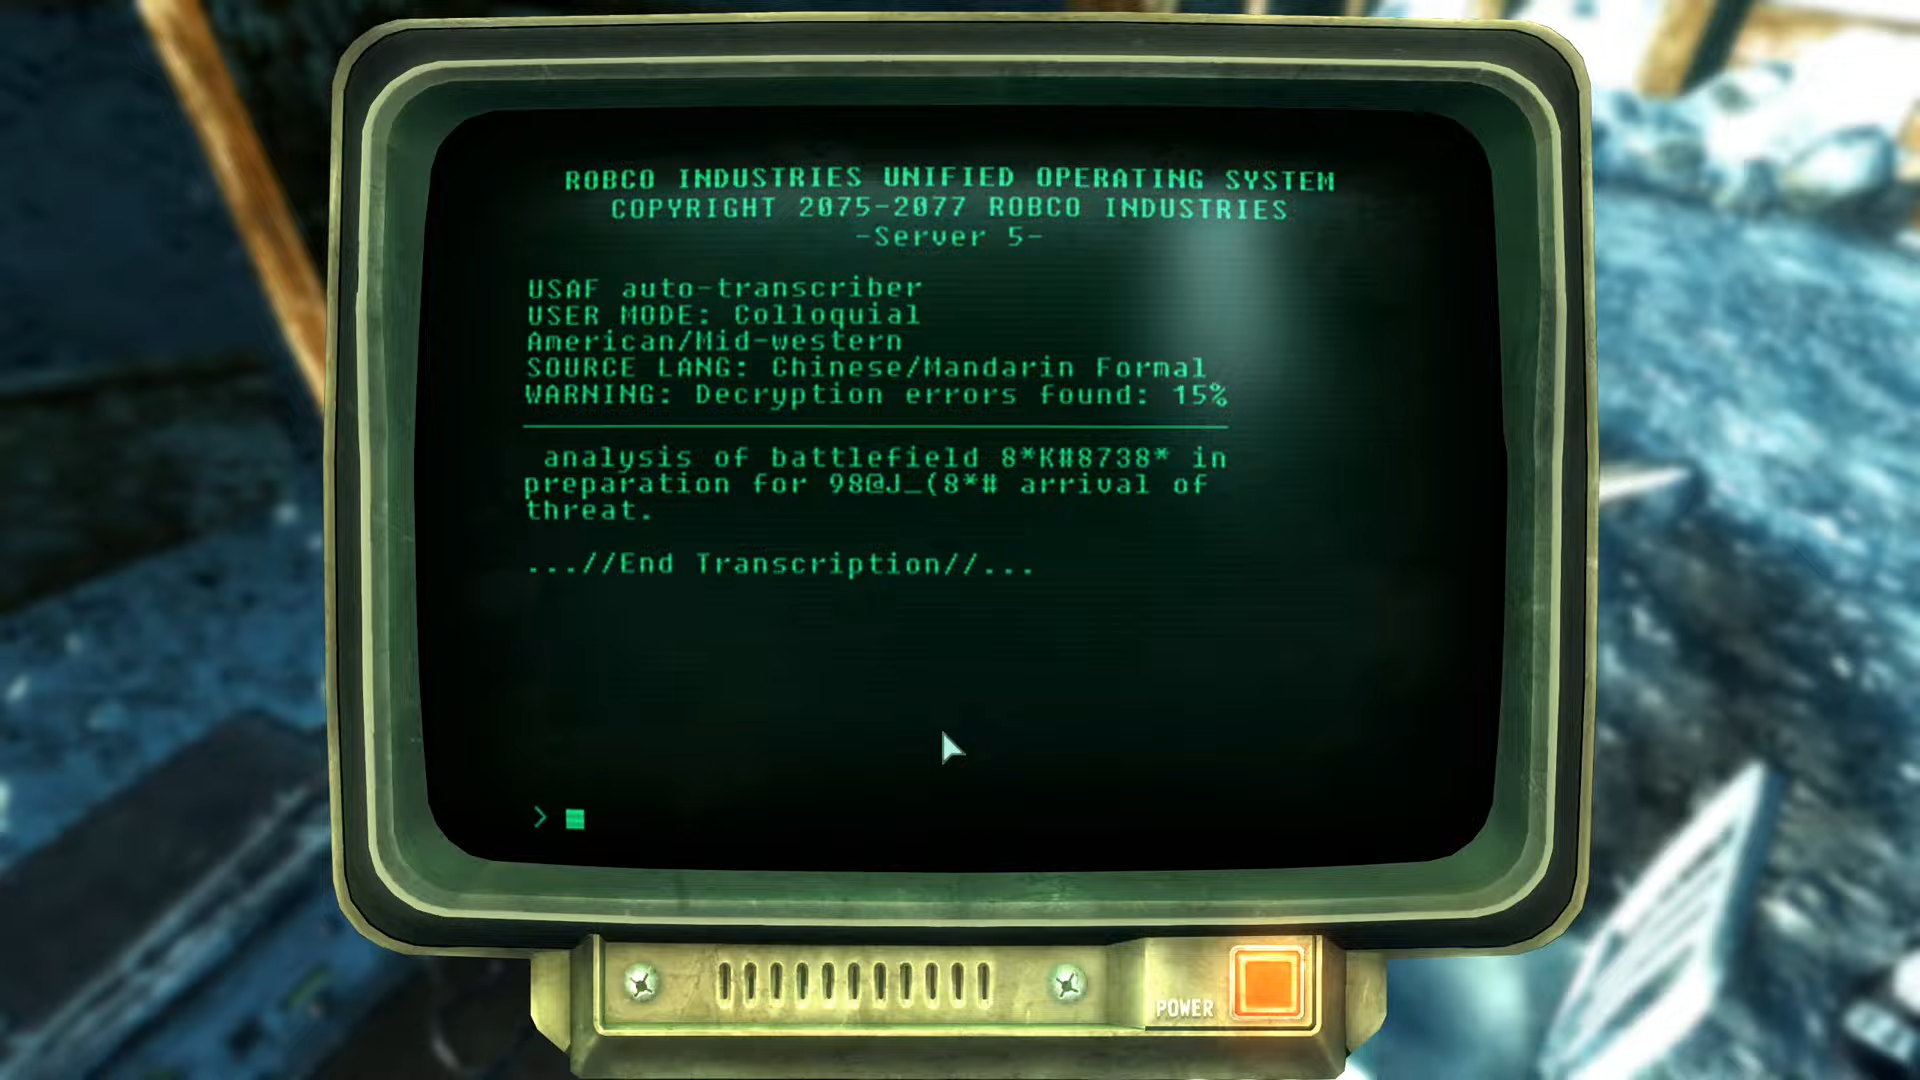 ROBCO INDUSTRIES UNIFIED OPERATING SYSTEM
COPYRIGHT 2075-2077 ROBCO INDUSTRIES
-Server 5-
USAF auto-transcriber
USER MODE: Colloquial
American/Mid-western
SOURCE LANG: Chinese/Mandarin Formal
WARNING: Decryption errors found: 15%
analysis of battlefield 8*K#8738* in
preparation for 98@J_(8*# arrival of
threat.
...//End Transcription//...
>
POWER